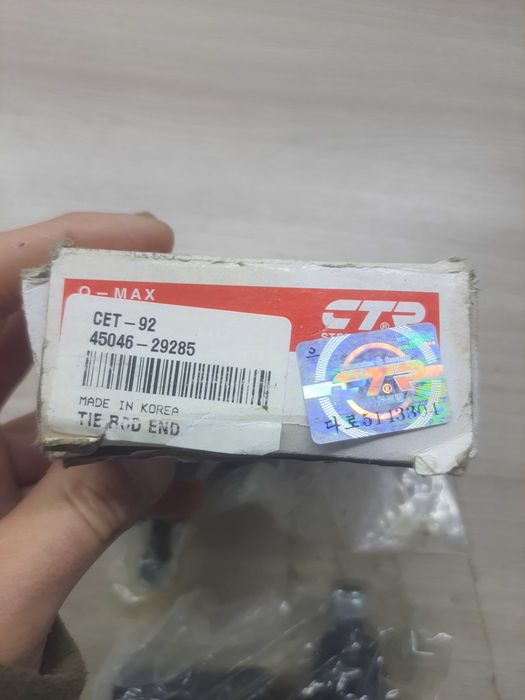 Q-MAX
CTR
®
CET-92
45046-29285
MADE IN KOREA
TIE ROD END
CTR
®
다로5113364